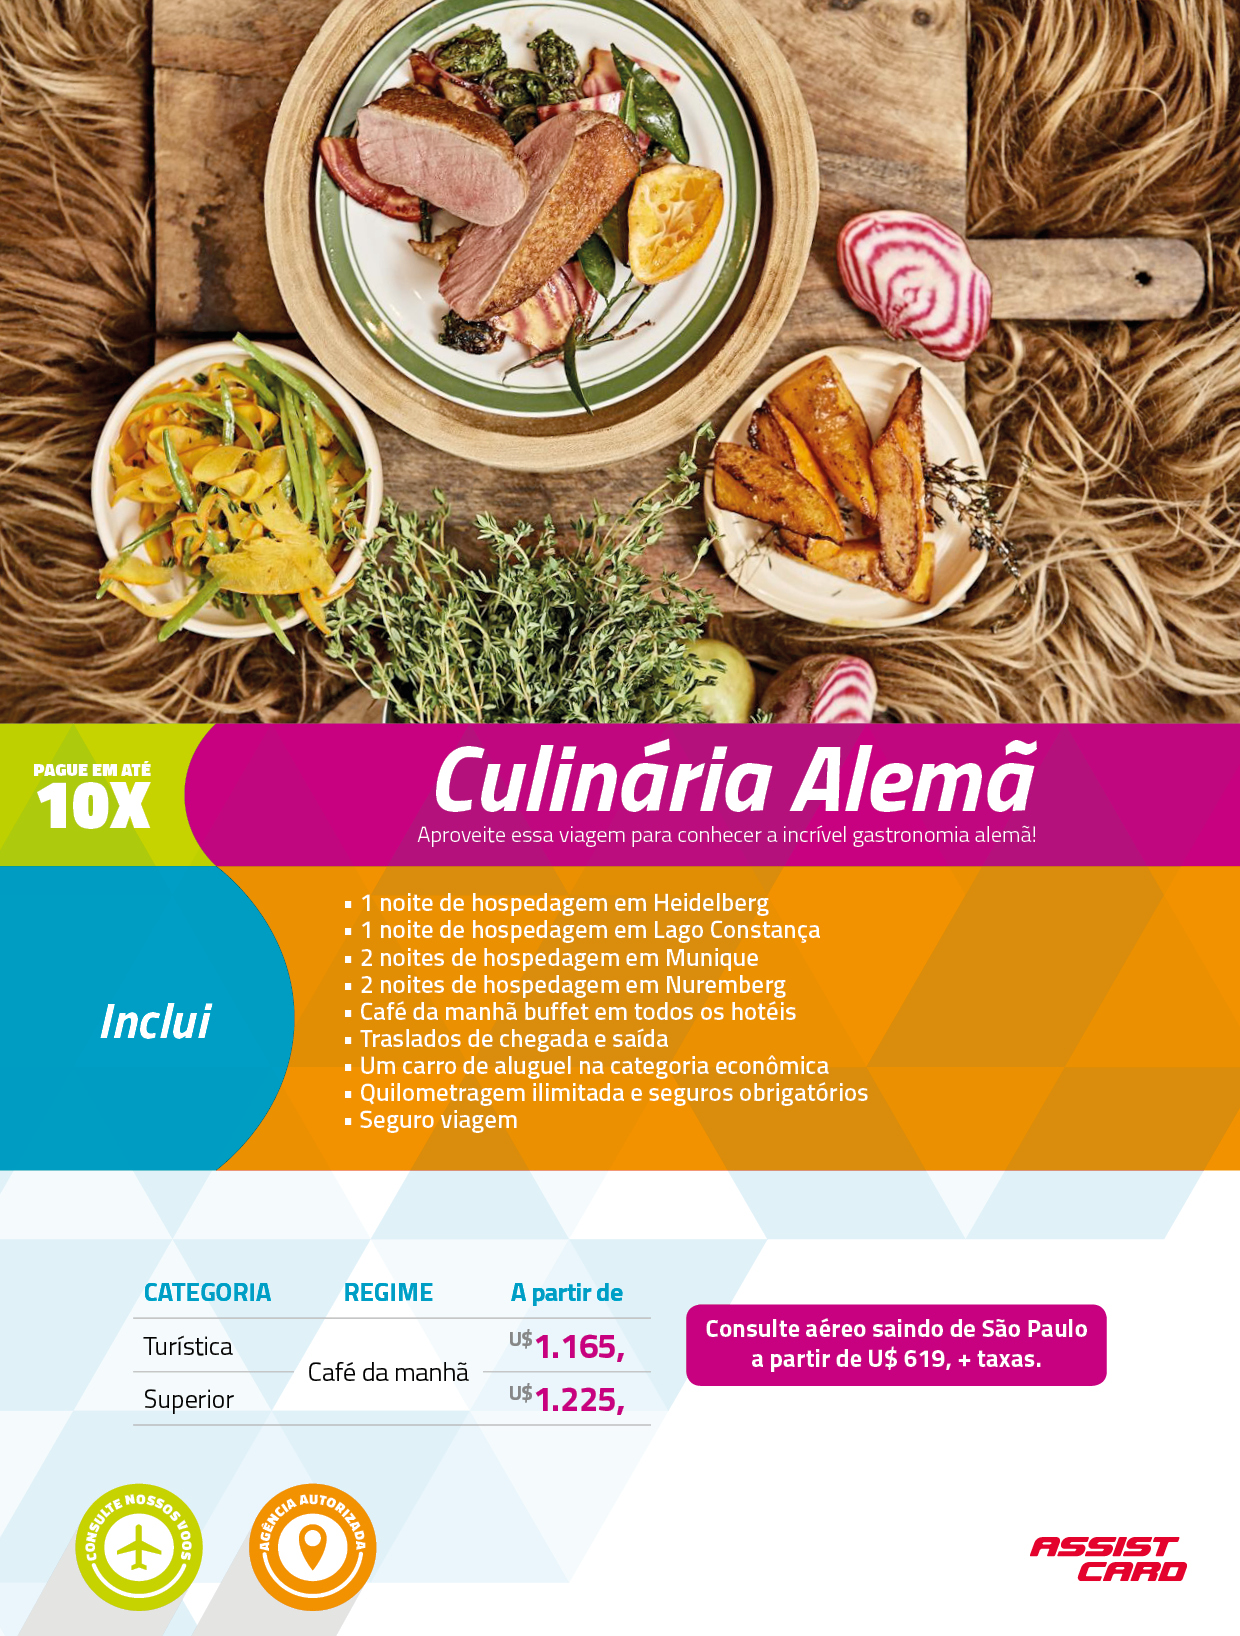 PAGUE EM ATÉ
10X
Culinária Alemã
Aproveite essa viagem para conhecer a incrível gastronomia alemã!
Inclui
▪ 1 noite de hospedagem em Heidelberg
▪ 1 noite de hospedagem em Lago Constança
▪ 2 noites de hospedagem em Munique
▪ 2 noites de hospedagem em Nuremberg
▪ Café da manhã buffet em todos os hotéis
▪ Traslados de chegada e saída
▪ Um carro de aluguel na categoria econômica
▪ Quilometragem ilimitada e seguros obrigatórios
▪ Seguro viagem
CATEGORIA REGIME A partir de
Turística U$1.165,
Café da manhã
Superior U$1.225,
Consulte aéreo saindo de São Paulo
a partir de U$ 619, + taxas.
CONSULTE NOSSOS VOOS
AGÊNCIA AUTORIZADA
ASSIST
CARD